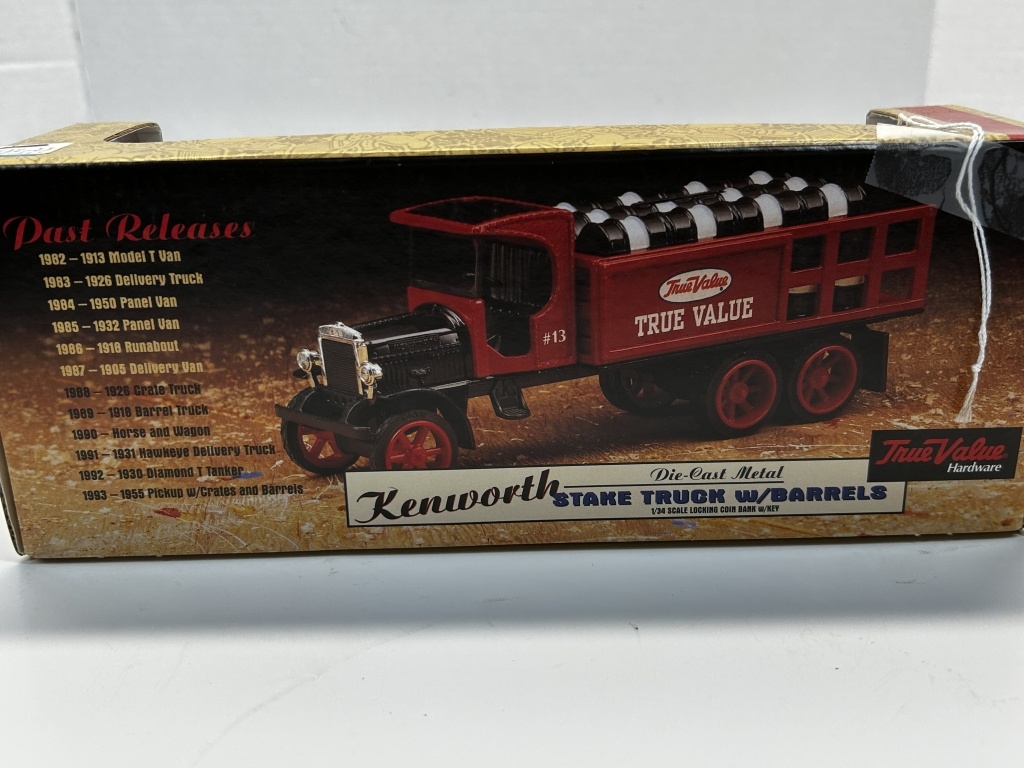 Past Releases
1982 – 1913 Model T Van
1983 – 1926 Delivery Truck
1984 – 1950 Panel Van
1985 – 1932 Panel Van
1986 – 1918 Runabout
1987 – 1905 Delivery Van
1988 – 1926 Crate Truck
1989 – 1918 Barrel Truck
1990 – Horse and Wagon
1991 – 1931 Hawkeye Delivery Truck
1992 – 1930 Diamond T Tanker
1993 – 1955 Pickup w/Crates and Barrels
True Value
TRUE VALUE
#13
Kenworth
Die-Cast Metal
STAKE TRUCK W/BARRELS
1/34 SCALE LOCKING COIN BANK W/KEY
True Value
Hardware